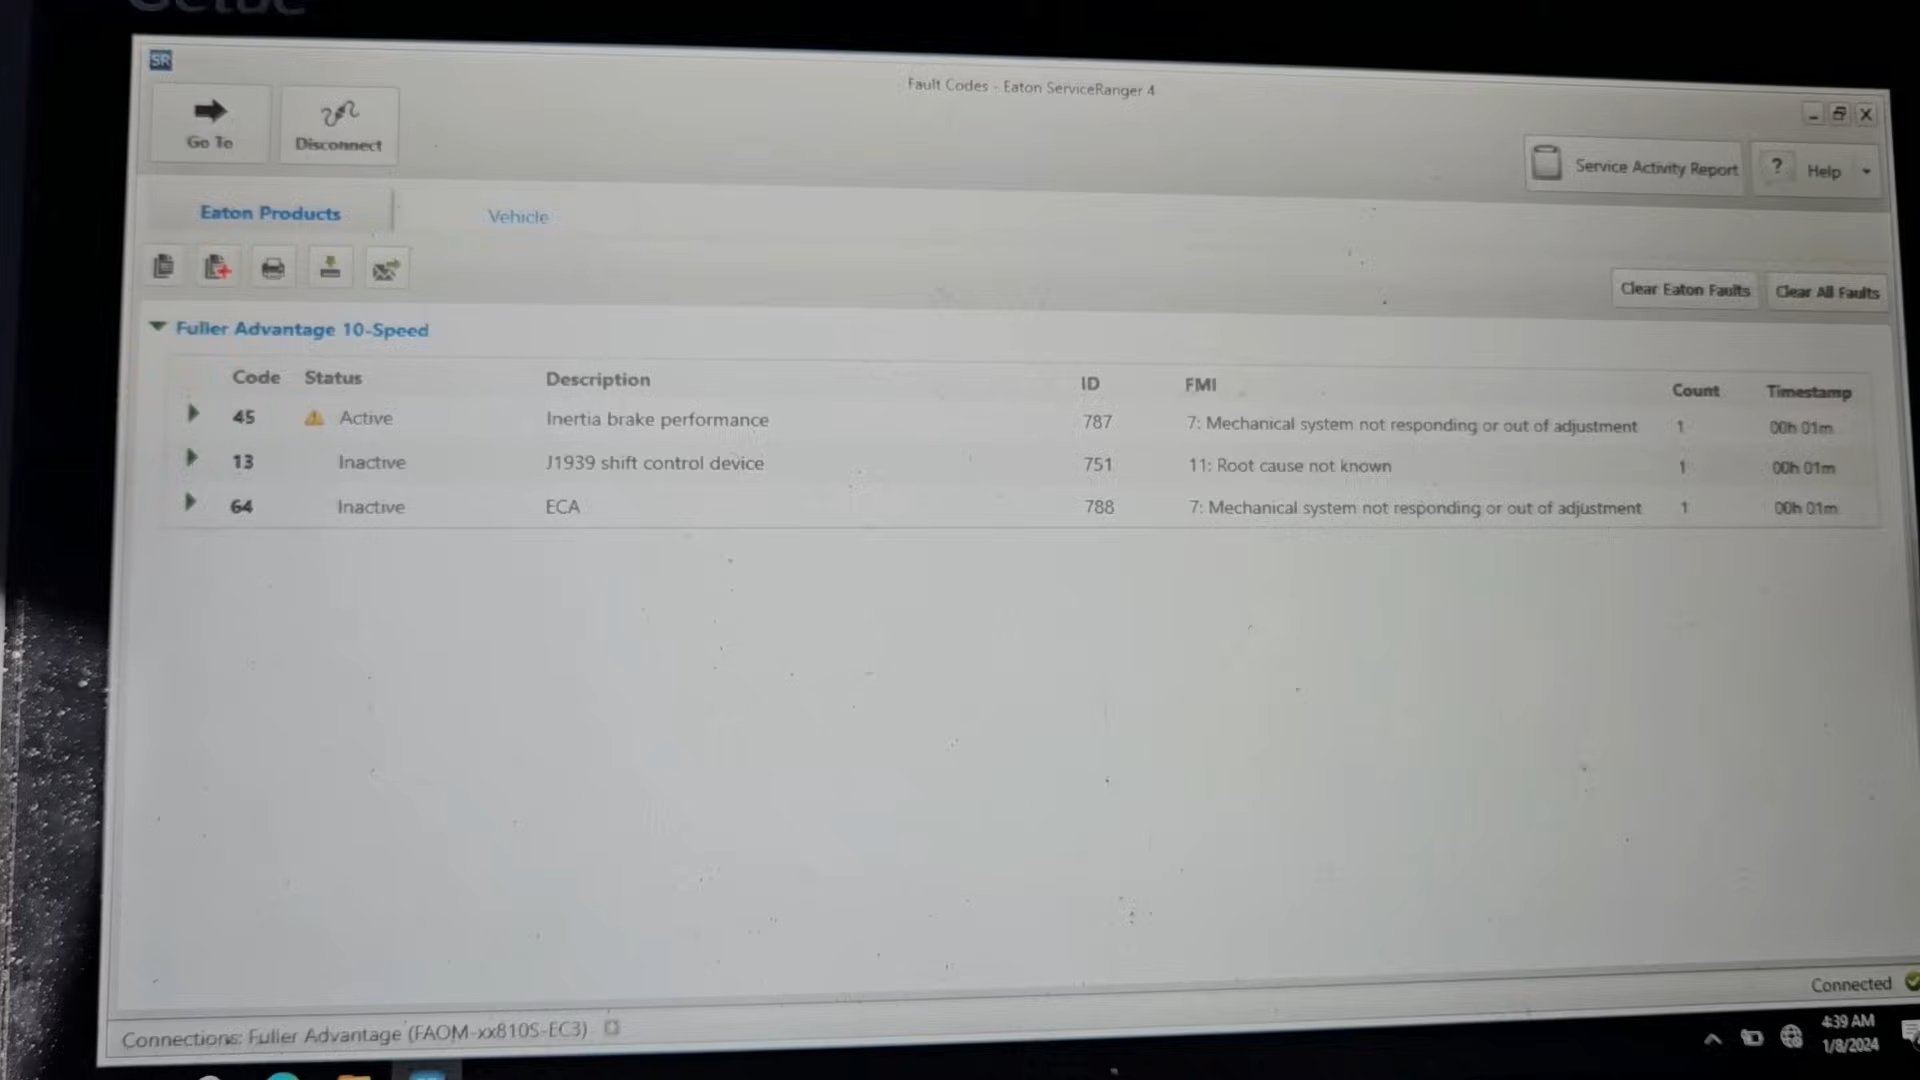 SR
Fault Codes - Eaton ServiceRanger 4
Go To
Disconnect
Service Activity Report
? Help
Eaton Products
Vehicle
Clear Eaton Faults
Clear All Faults
Fuller Advantage 10-Speed
Code Status Description ID FMI Count Timestamp
45 Active Inertia brake performance 787 7: Mechanical system not responding or out of adjustment 1 00h 01m
13 Inactive J1939 shift control device 751 11: Root cause not known 1 00h 01m
64 Inactive ECA 788 7: Mechanical system not responding or out of adjustment 1 00h 01m
Connected
Connections: Fuller Advantage (FAOM-xx810S-EC3)
4:39 AM
1/8/2024